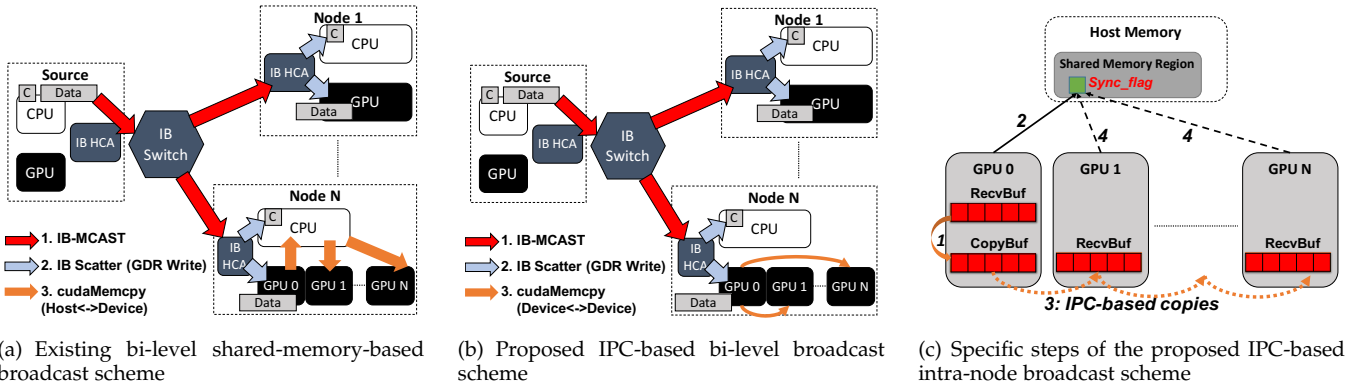 Source
C
Data
CPU
IB HCA
GPU
IB
Switch
Node 1
C
CPU
IB HCA
GPU
Data
Node N
C
CPU
IB
HCA
GPU 0
GPU 1
GPU N
Data
1. IB-MCAST
2. IB Scatter (GDR Write)
3. cudaMemcpy
(Host<->Device)
(a) Existing bi-level shared-memory-based
broadcast scheme
Source
C
Data
CPU
IB HCA
GPU
IB
Switch
Node 1
C
CPU
IB HCA
GPU
Data
Node N
C
CPU
IB
HCA
GPU 0
GPU 1
GPU N
Data
1. IB-MCAST
2. IB Scatter (GDR Write)
3. cudaMemcpy
(Device<->Device)
(b) Proposed IPC-based bi-level broadcast
scheme
Host Memory
Shared Memory Region
Sync_flag
2
4
4
GPU 0
GPU 1
GPU N
RecvBuf
1
CopyBuf
RecvBuf
RecvBuf
3: IPC-based copies
(c) Specific steps of the proposed IPC-based
intra-node broadcast scheme